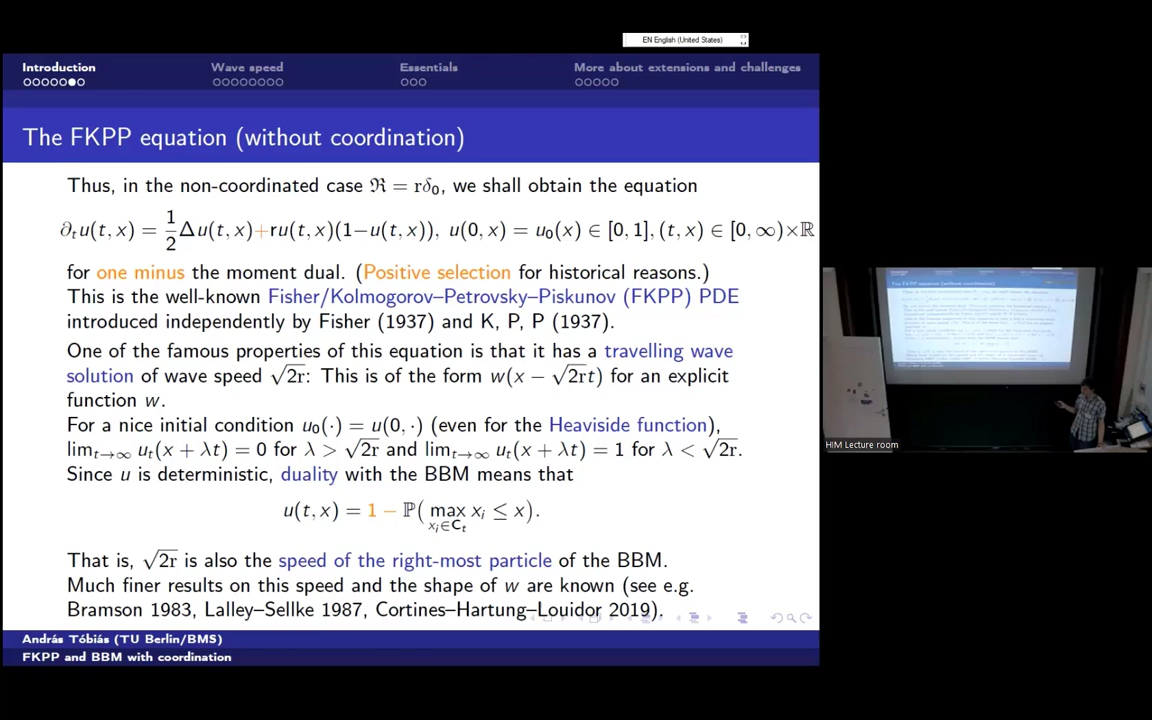 EN English (United States)
Introduction
Wave speed
Essentials
More about extensions and challenges
The FKPP equation (without coordination)
Thus, in the non-coordinated case ℜ = rδ₀, we shall obtain the equation
∂ₜu(t, x) = 1/2 Δu(t, x)+ru(t, x)(1−u(t, x)), u(0, x) = u₀(x) ∈ [0, 1], (t, x) ∈ [0, ∞)×ℝ
for one minus the moment dual. (Positive selection for historical reasons.)
This is the well-known Fisher/Kolmogorov–Petrovsky–Piskunov (FKPP) PDE
introduced independently by Fisher (1937) and K, P, P (1937).
One of the famous properties of this equation is that it has a travelling wave
solution of wave speed √2r: This is of the form w(x − √2rt) for an explicit
function w.
For a nice initial condition u₀(·) = u(0, ·) (even for the Heaviside function),
limₜ→∞ uₜ(x + λt) = 0 for λ > √2r and limₜ→∞ uₜ(x + λt) = 1 for λ < √2r.
Since u is deterministic, duality with the BBM means that
u(t, x) = 1 − ℙ( max xᵢ∈Cₜ xᵢ ≤ x).
That is, √2r is also the speed of the right-most particle of the BBM.
Much finer results on this speed and the shape of w are known (see e.g.
Bramson 1983, Lalley–Sellke 1987, Cortines–Hartung–Louidor 2019).
András Tóbiás (TU Berlin/BMS)
FKPP and BBM with coordination
HIM Lecture room